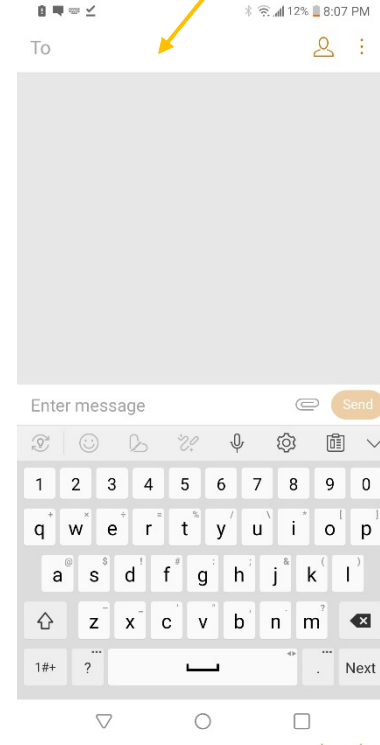 12% 8:07 PM
To
Enter message Send
1 2 3 4 5 6 7 8 9 0
q w e r t y u i o p
a s d f g h j k l
z x c v b n m
1#+ ? . Next